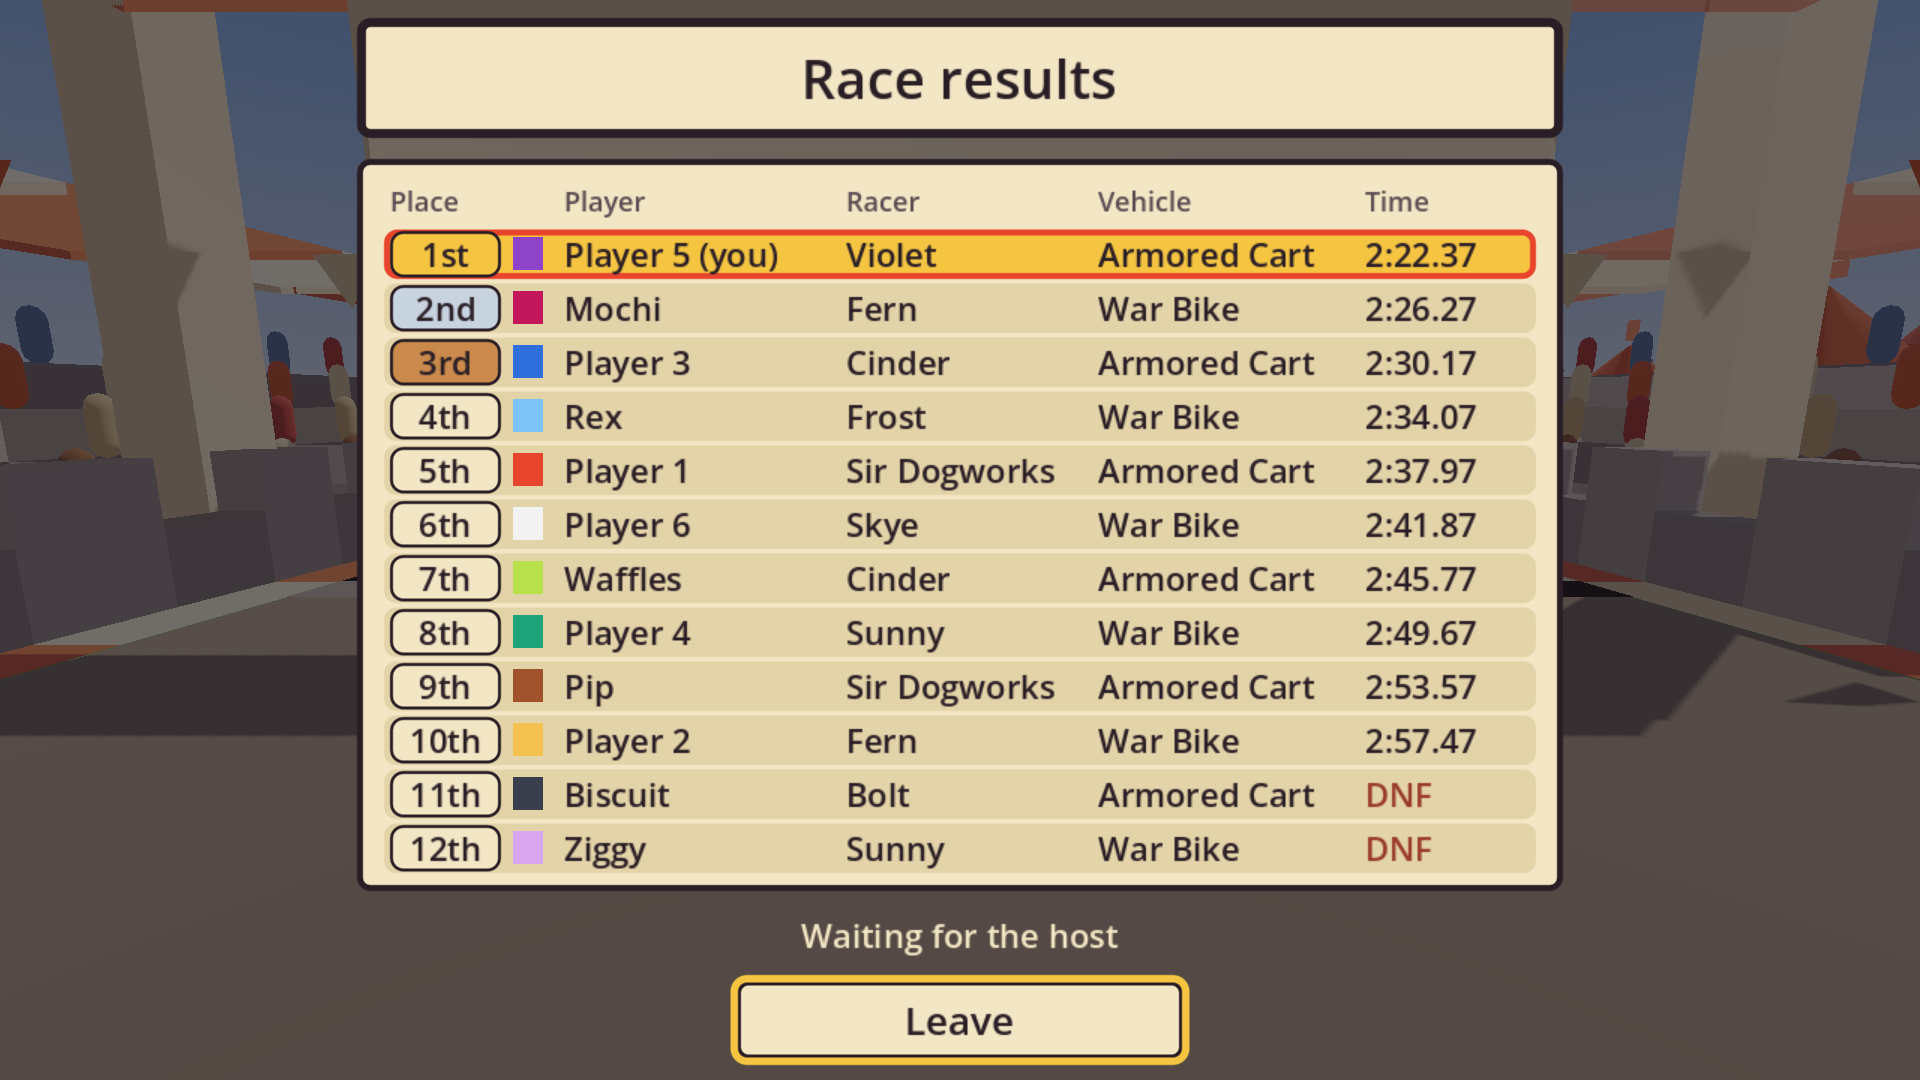 Race results
Place Player Racer Vehicle Time
1st Player 5 (you) Violet Armored Cart 2:22.37
2nd Mochi Fern War Bike 2:26.27
3rd Player 3 Cinder Armored Cart 2:30.17
4th Rex Frost War Bike 2:34.07
5th Player 1 Sir Dogworks Armored Cart 2:37.97
6th Player 6 Skye War Bike 2:41.87
7th Waffles Cinder Armored Cart 2:45.77
8th Player 4 Sunny War Bike 2:49.67
9th Pip Sir Dogworks Armored Cart 2:53.57
10th Player 2 Fern War Bike 2:57.47
11th Biscuit Bolt Armored Cart DNF
12th Ziggy Sunny War Bike DNF
Waiting for the host
Leave